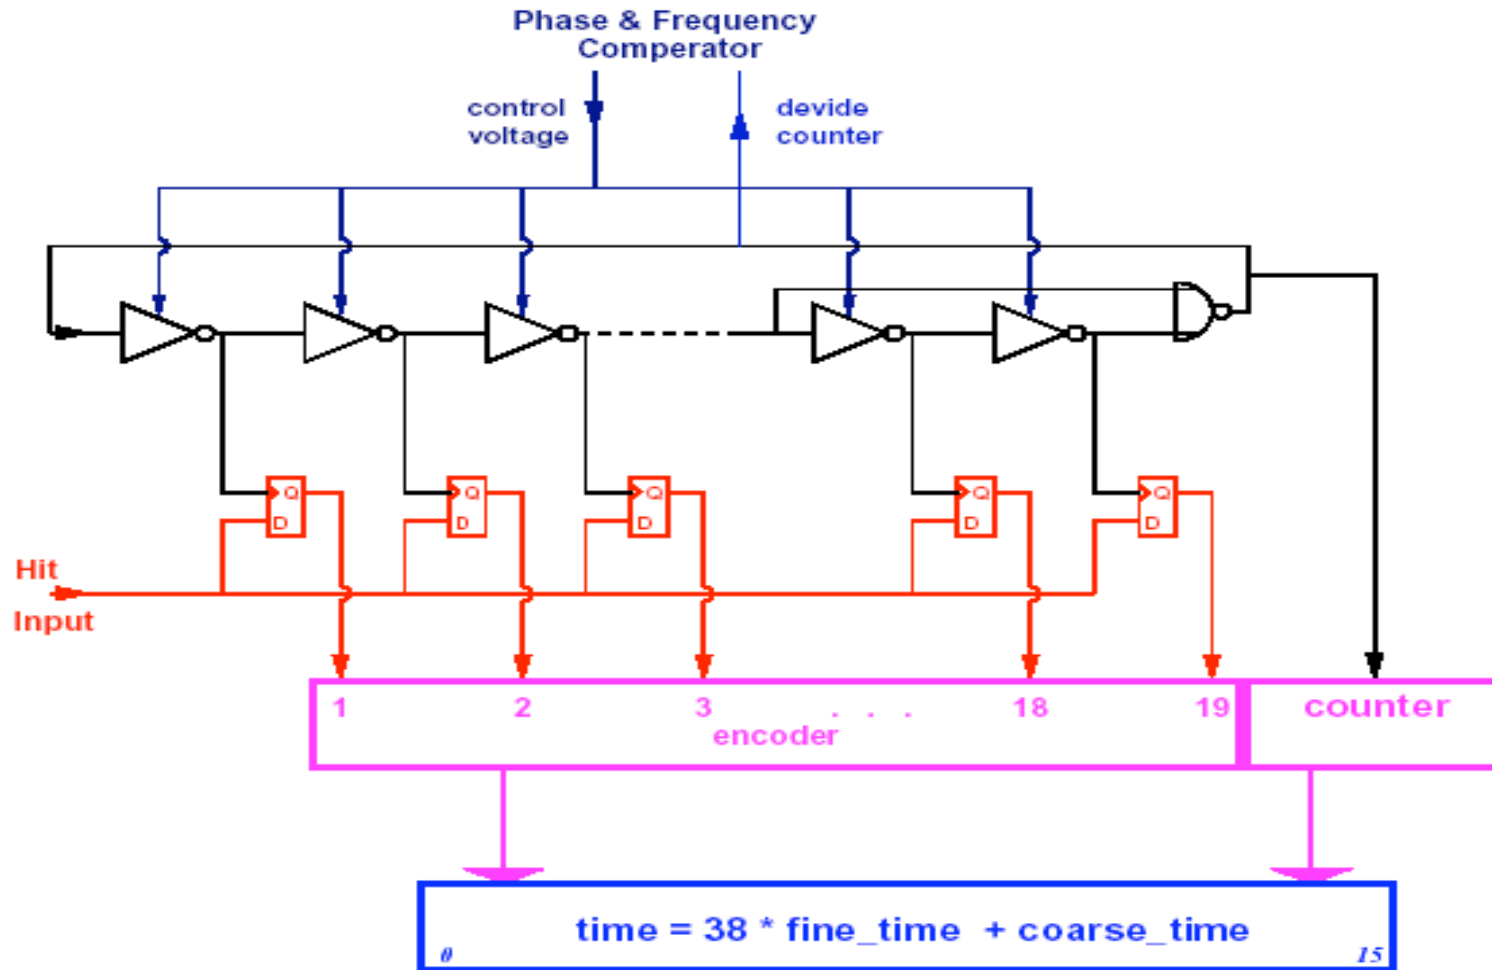 Phase & Frequency
Comperator
control
voltage
devide
counter
Q
D
Q
D
Q
D
Q
D
Q
D
Hit
Input
1 2 3 . . . 18 19
encoder
counter
time = 38 * fine_time + coarse_time
0 15